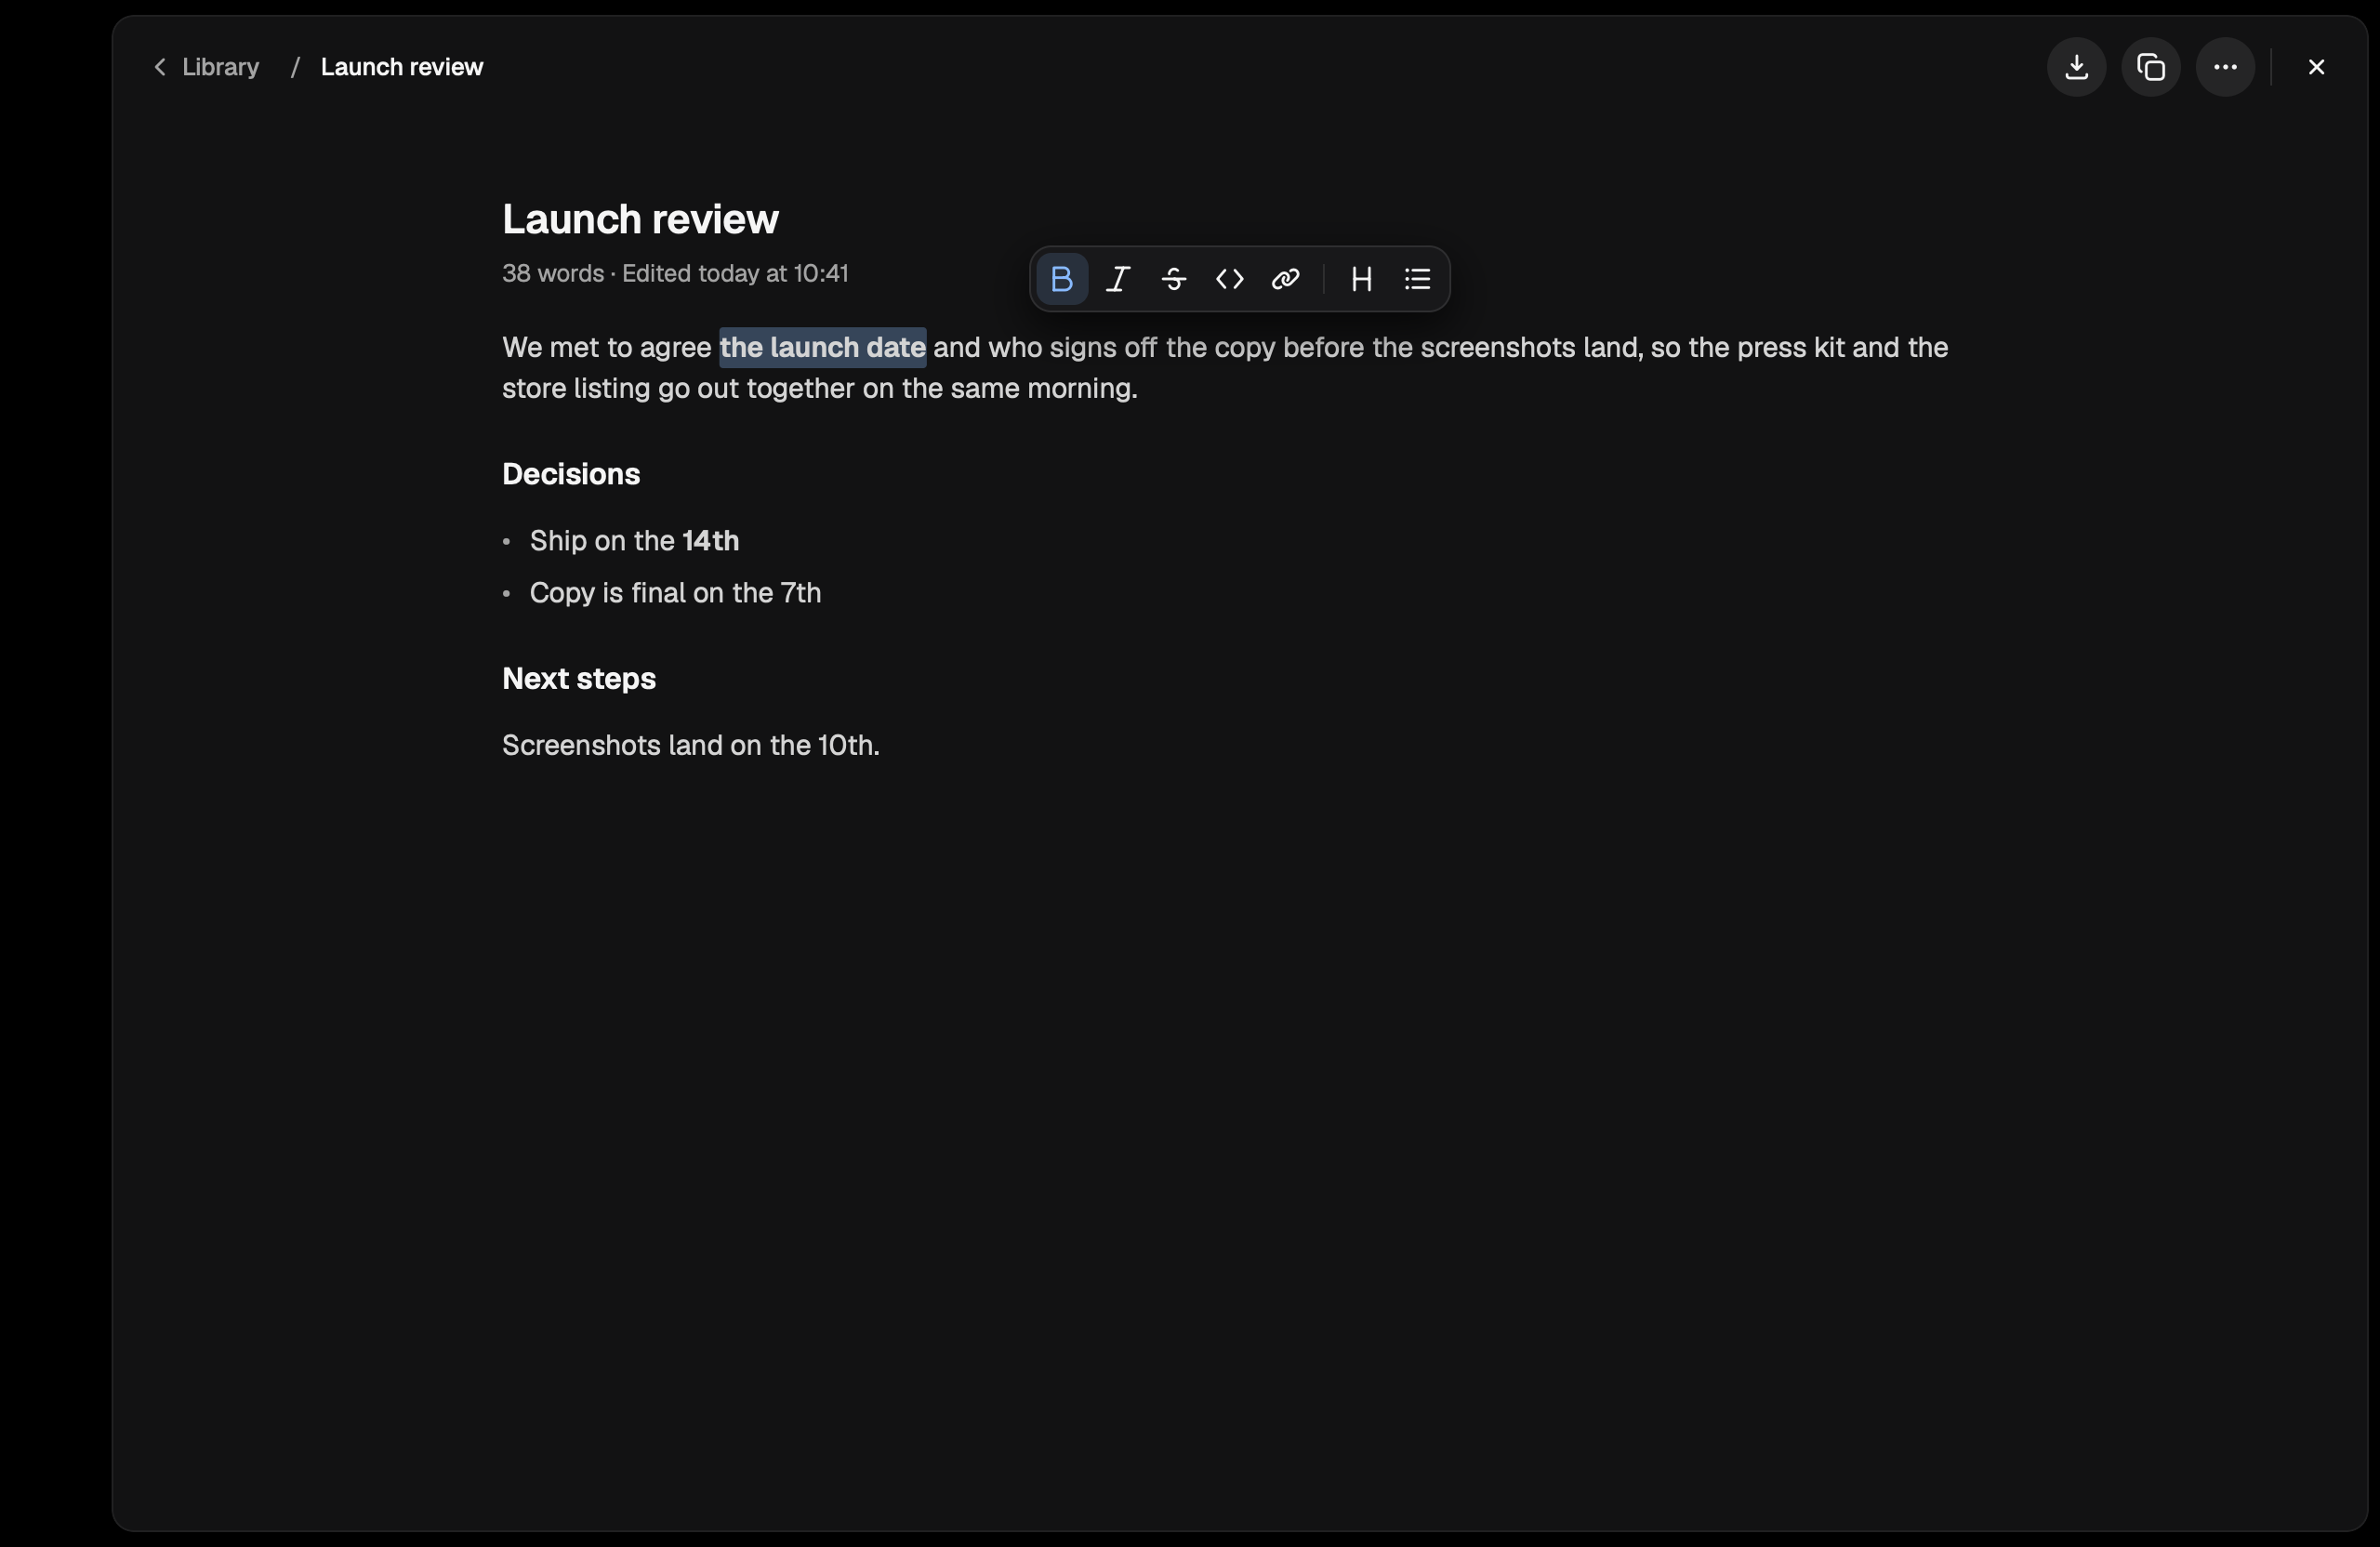 Library / Launch review
Launch review
38 words · Edited today at 10:41
We met to agree the launch date and who signs off the copy before the screenshots land, so the press kit and the
store listing go out together on the same morning.
Decisions
• Ship on the 14th
• Copy is final on the 7th
Next steps
Screenshots land on the 10th.